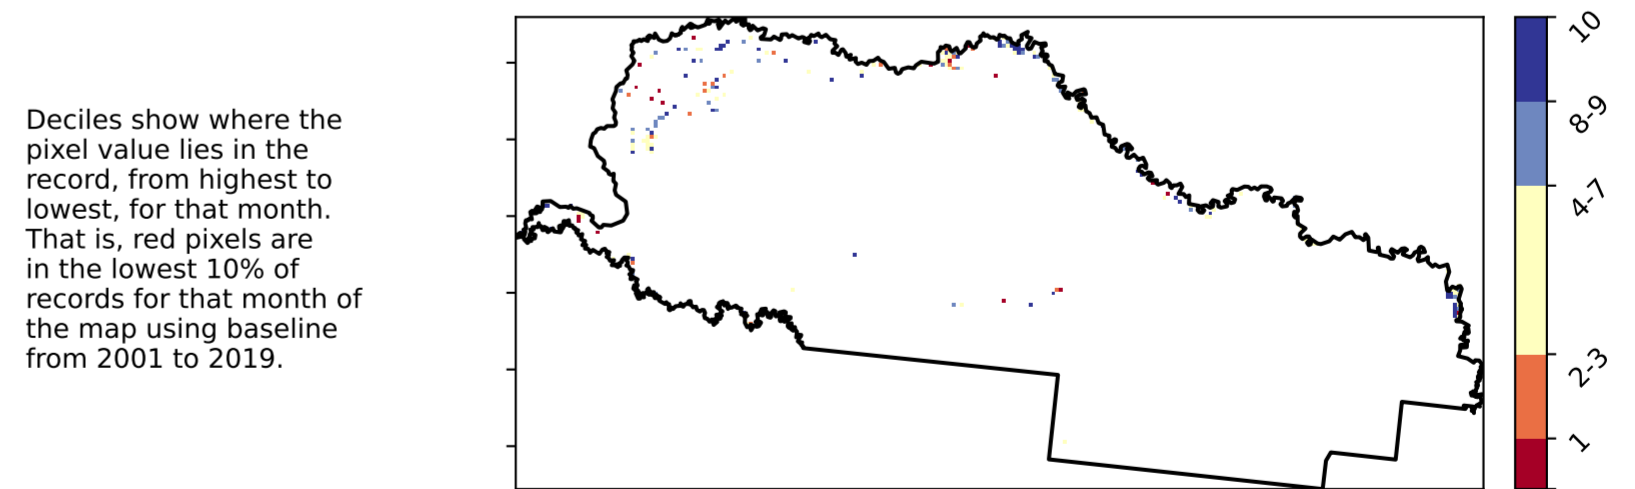 Deciles show where the
pixel value lies in the
record, from highest to
lowest, for that month.
That is, red pixels are
in the lowest 10% of
records for that month of
the map using baseline
from 2001 to 2019.
10
8-9
4-7
2-3
1